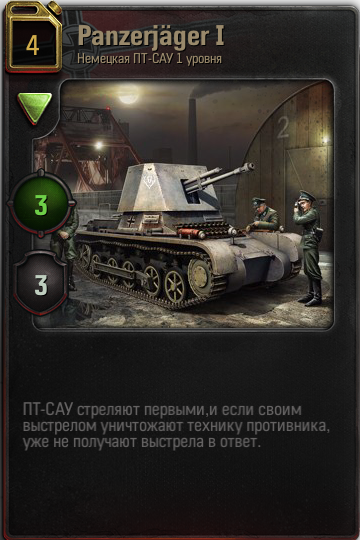 4
Panzerjäger I
Немецкая ПТ-САУ 1 уровня
2
3
3
ПТ-САУ стреляют первыми,и если своим
выстрелом уничтожают технику противника,
уже не получают выстрела в ответ.